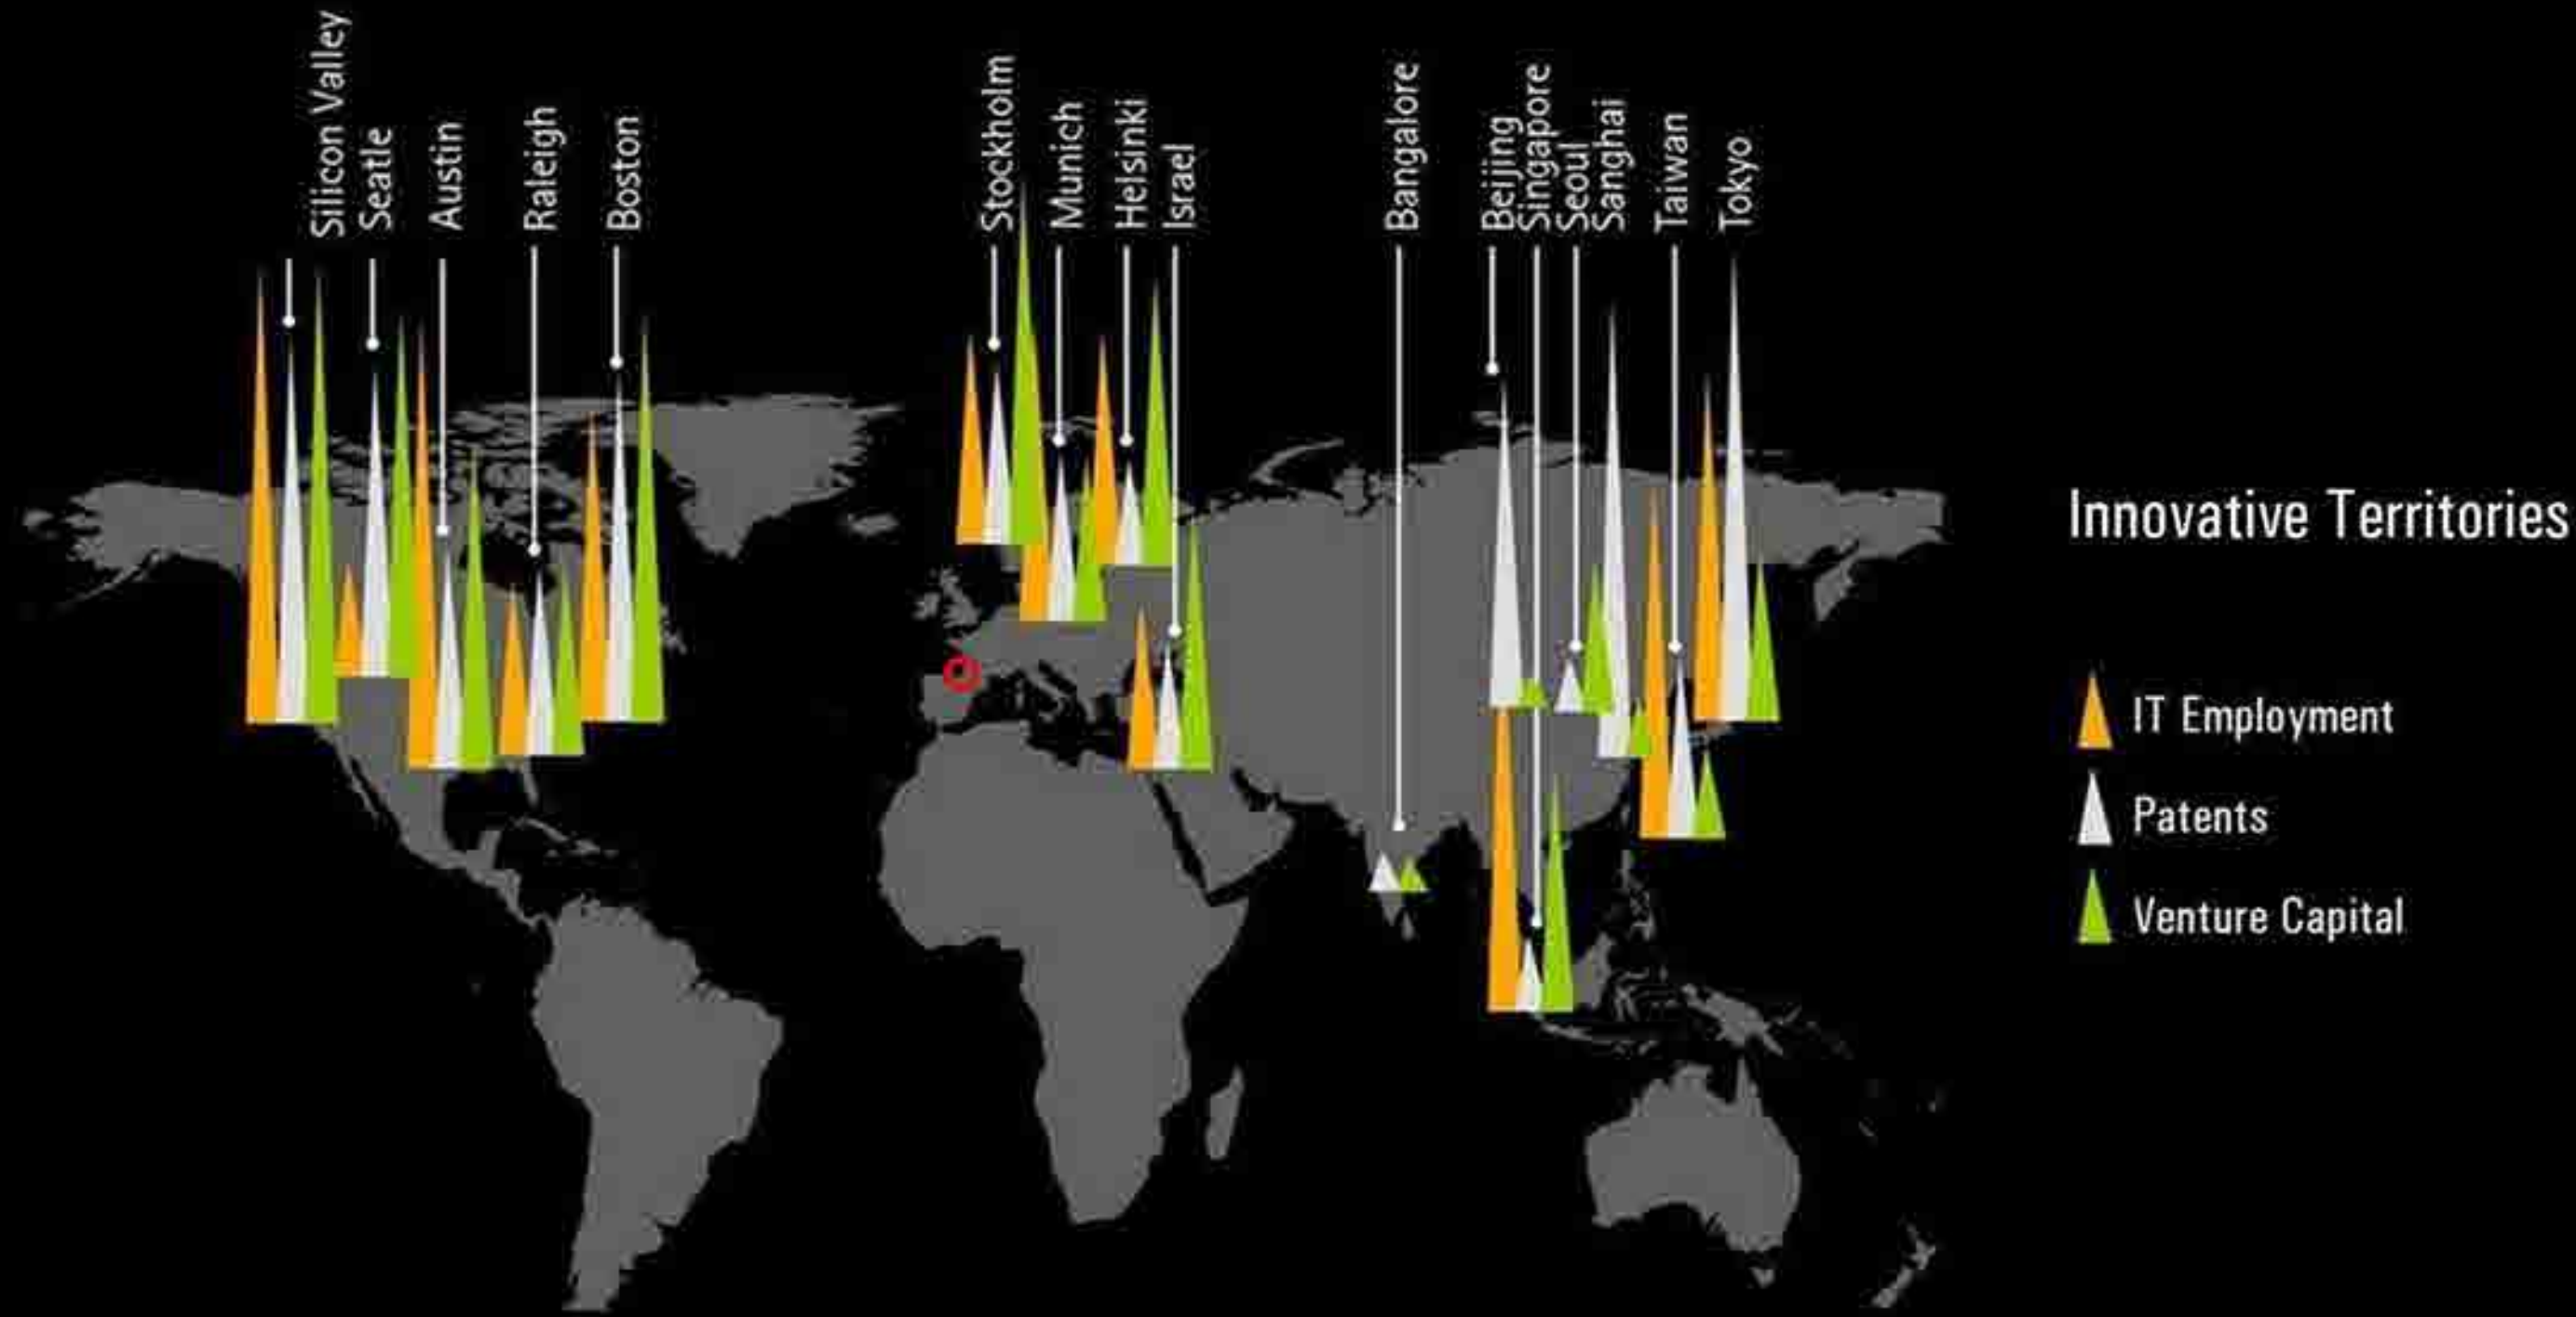 Silicon Valley
Seatle
Austin
Raleigh
Boston
Stockholm
Munich
Helsinki
Israel
Bangalore
Beijing
Singapore
Seoul
Sanghai
Taiwan
Tokyo
Innovative Territories
IT Employment
Patents
Venture Capital